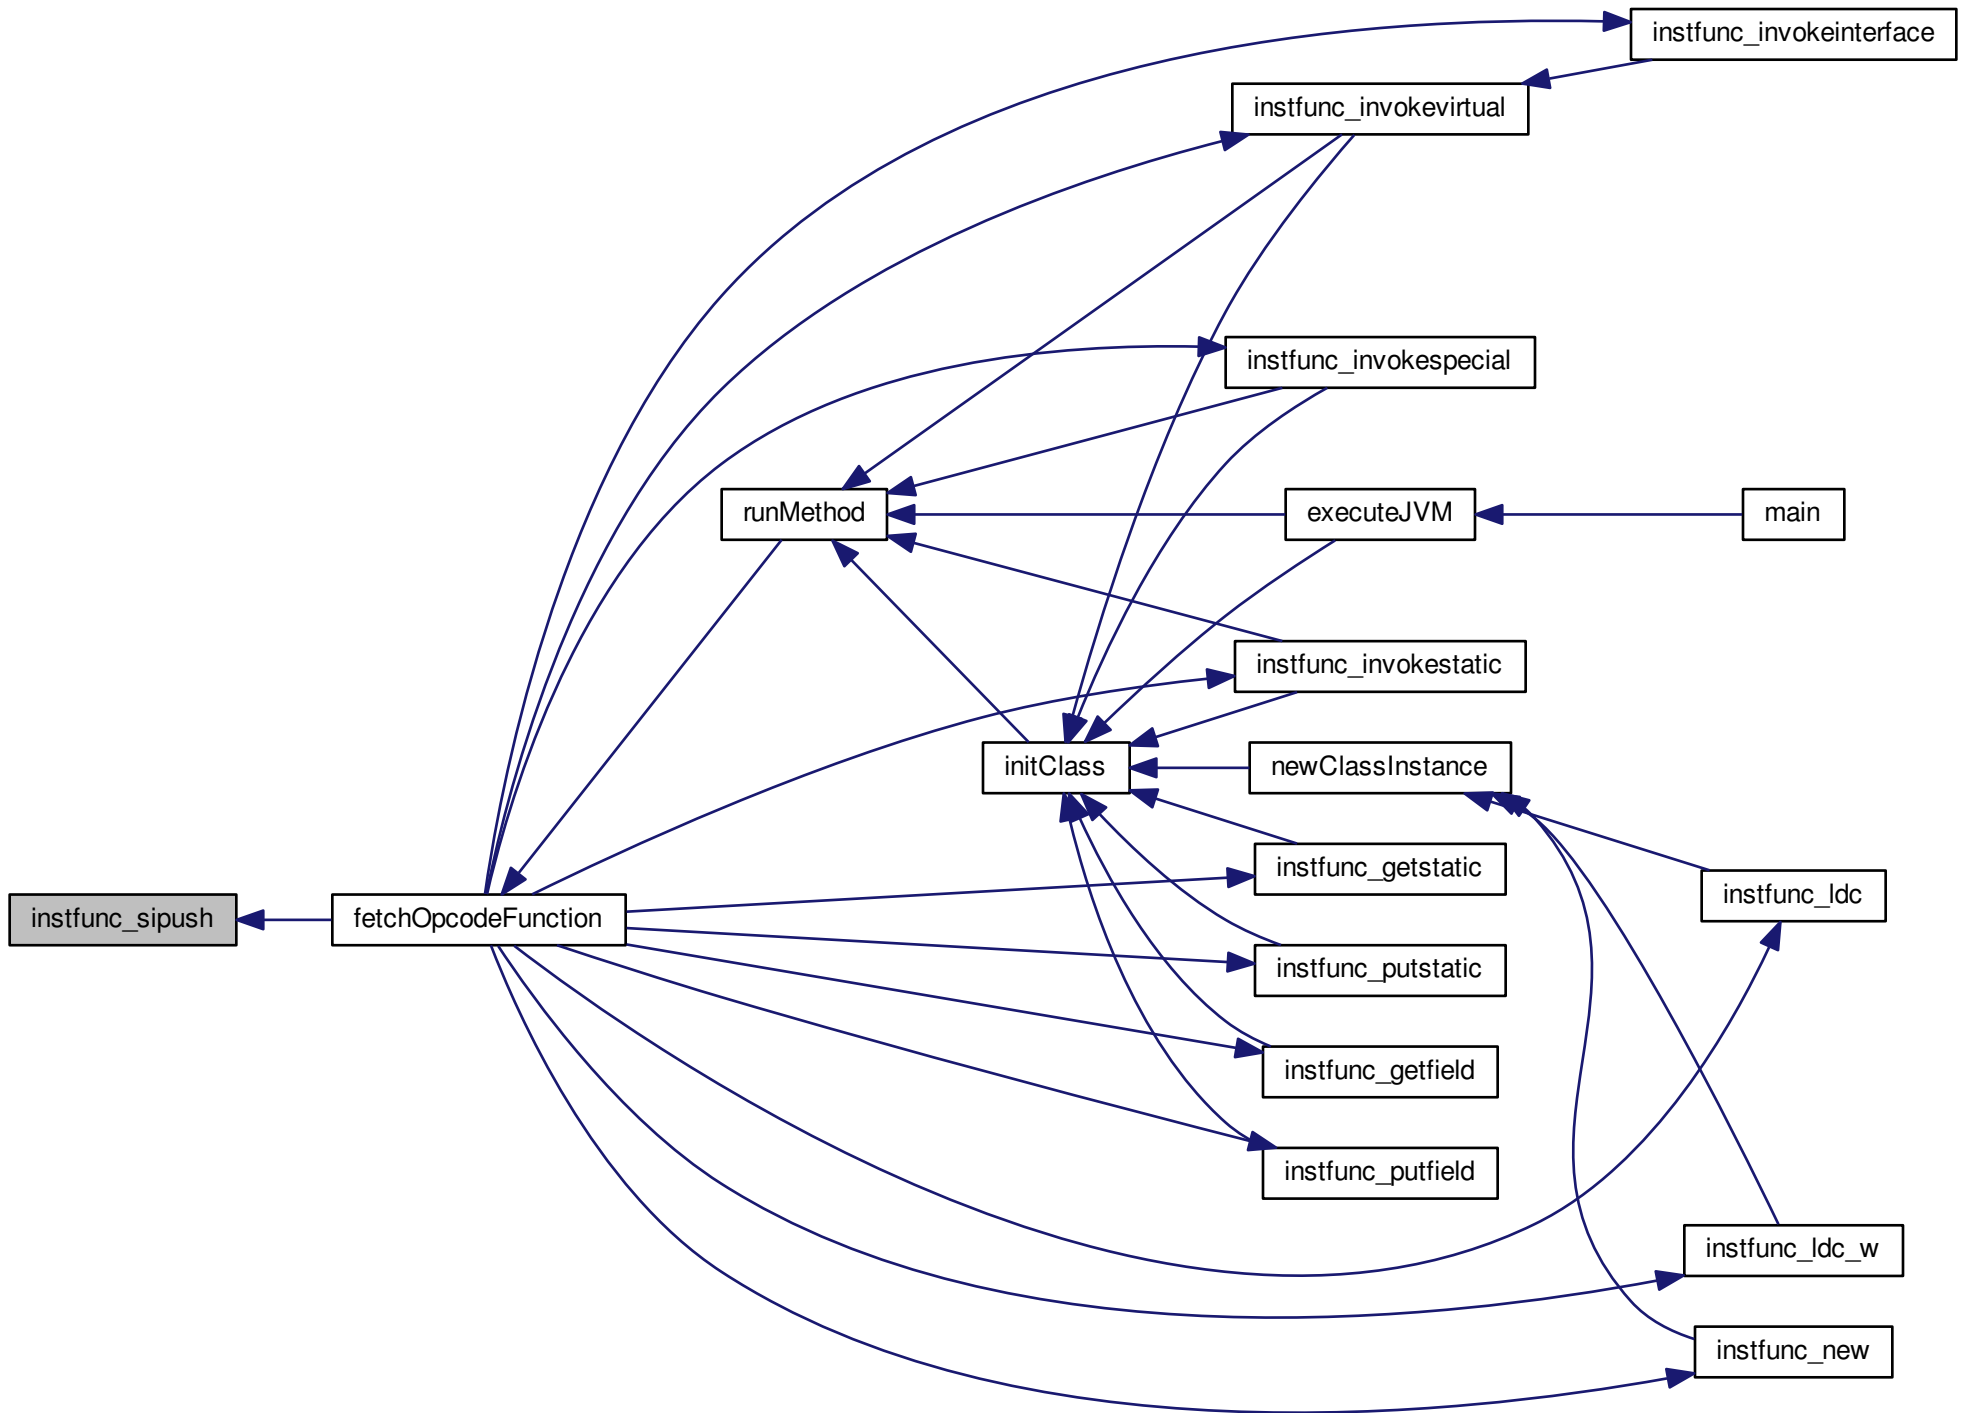 instfunc_invokeinterface
instfunc_invokevirtual
instfunc_invokespecial
runMethod
executeJVM
main
instfunc_invokestatic
initClass
newClassInstance
instfunc_getstatic
instfunc_ldc
instfunc_sipush
fetchOpcodeFunction
instfunc_putstatic
instfunc_getfield
instfunc_putfield
instfunc_ldc_w
instfunc_new